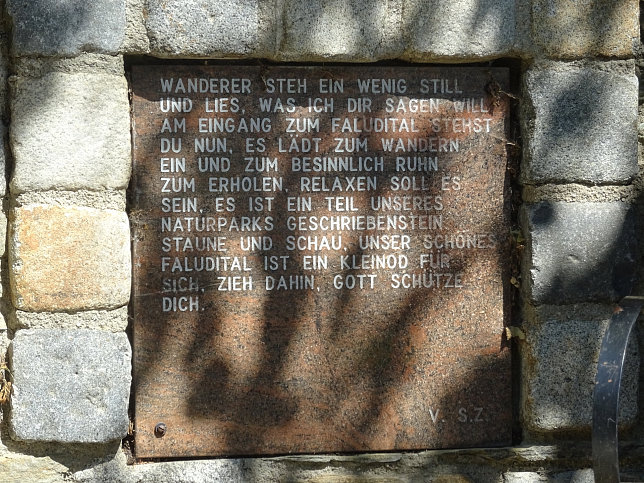 WANDERER STEH EIN WENIG STILL
UND LIES, WAS ICH DIR SAGEN WILL
AM EINGANG ZUM FALUDITAL STEHST
DU NUN, ES LÄDT ZUM WANDERN
EIN UND ZUM BESINNLICH RUHN
ZUM ERHOLEN, RELAXEN SOLL ES
SEIN, ES IST EIN TEIL UNSERES
NATURPARKS GESCHRIEBENSTEIN
STAUNE UND SCHAU, UNSER SCHÖNES
FALUDITAL IST EIN KLEINOD FÜR
SICH, ZIEH DAHIN, GOTT SCHÜTZE
DICH.
V. S.Z.